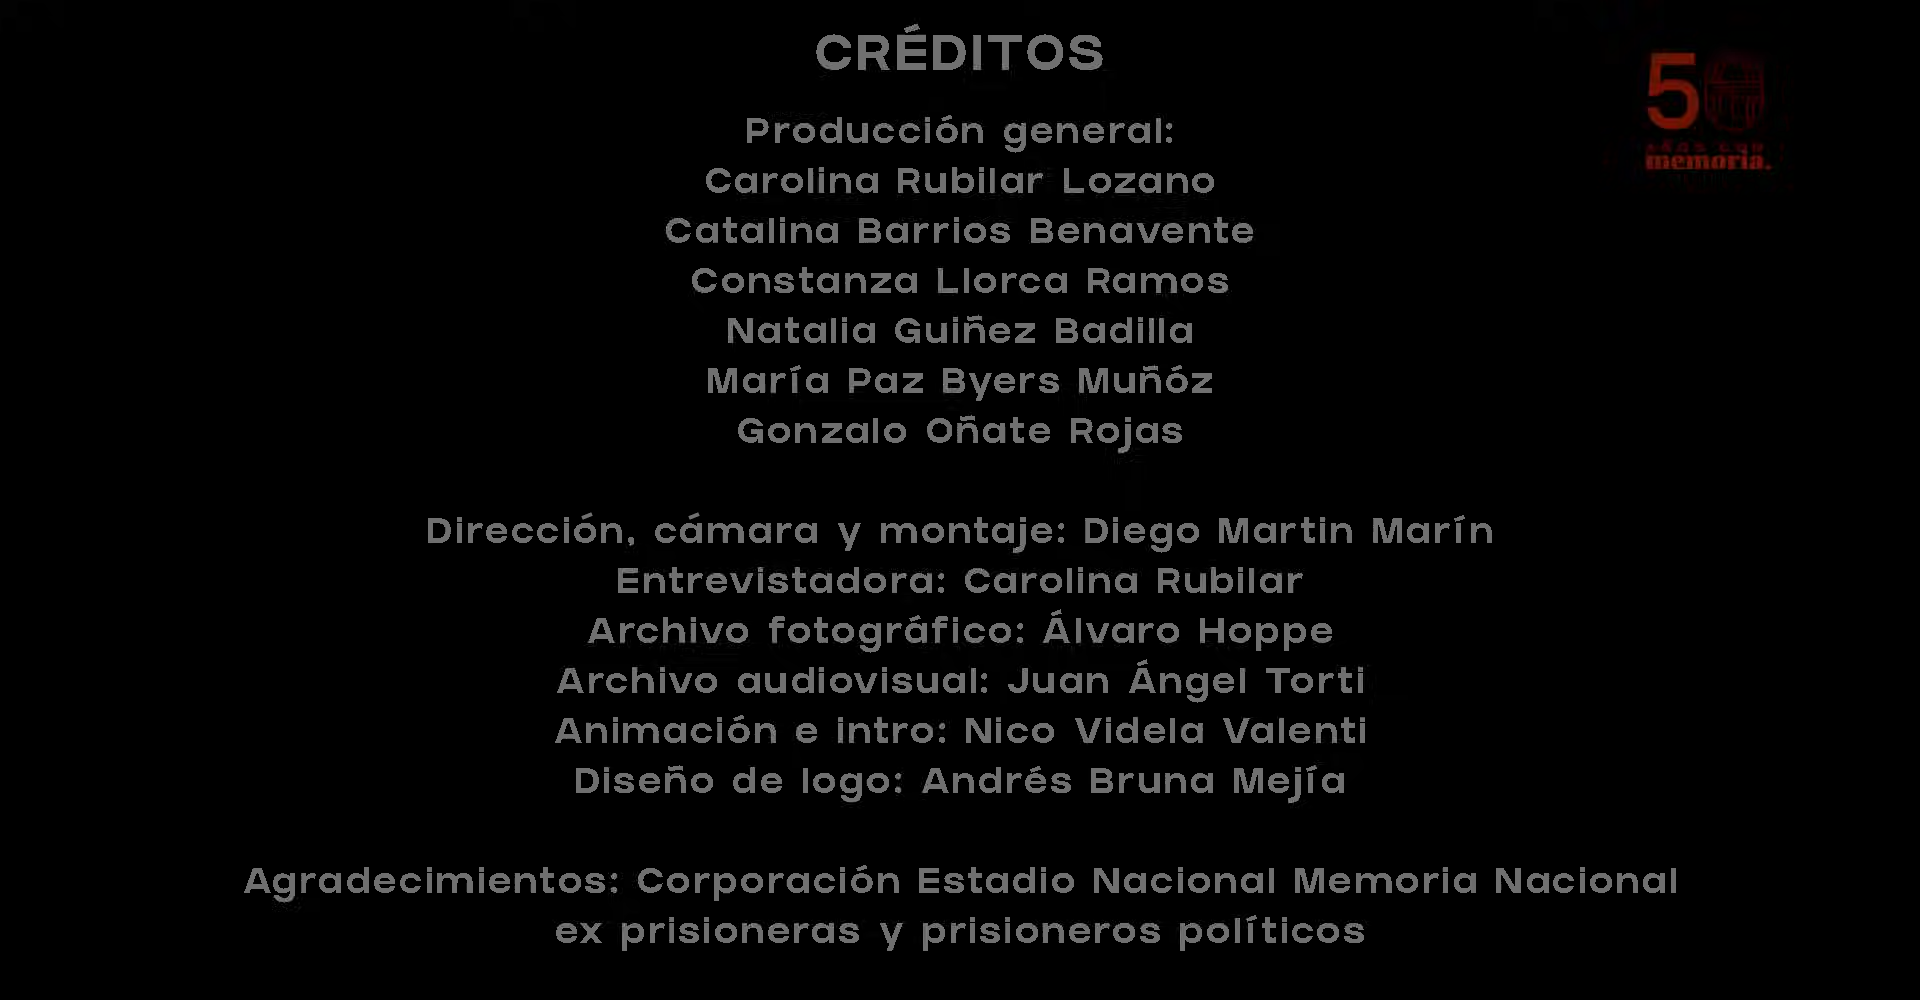 CRÉDITOS
Producción general:
Carolina Rubilar Lozano
Catalina Barrios Benavente
Constanza Llorca Ramos
Natalia Guiñez Badilla
María Paz Byers Muñóz
Gonzalo Oñate Rojas
Dirección, cámara y montaje: Diego Martin Marín
Entrevistadora: Carolina Rubilar
Archivo fotográfico: Álvaro Hoppe
Archivo audiovisual: Juan Ángel Torti
Animación e intro: Nico Videla Valenti
Diseño de logo: Andrés Bruna Mejía
Agradecimientos: Corporación Estadio Nacional Memoria Nacional
ex prisioneras y prisioneros políticos
50
años con
memoria.